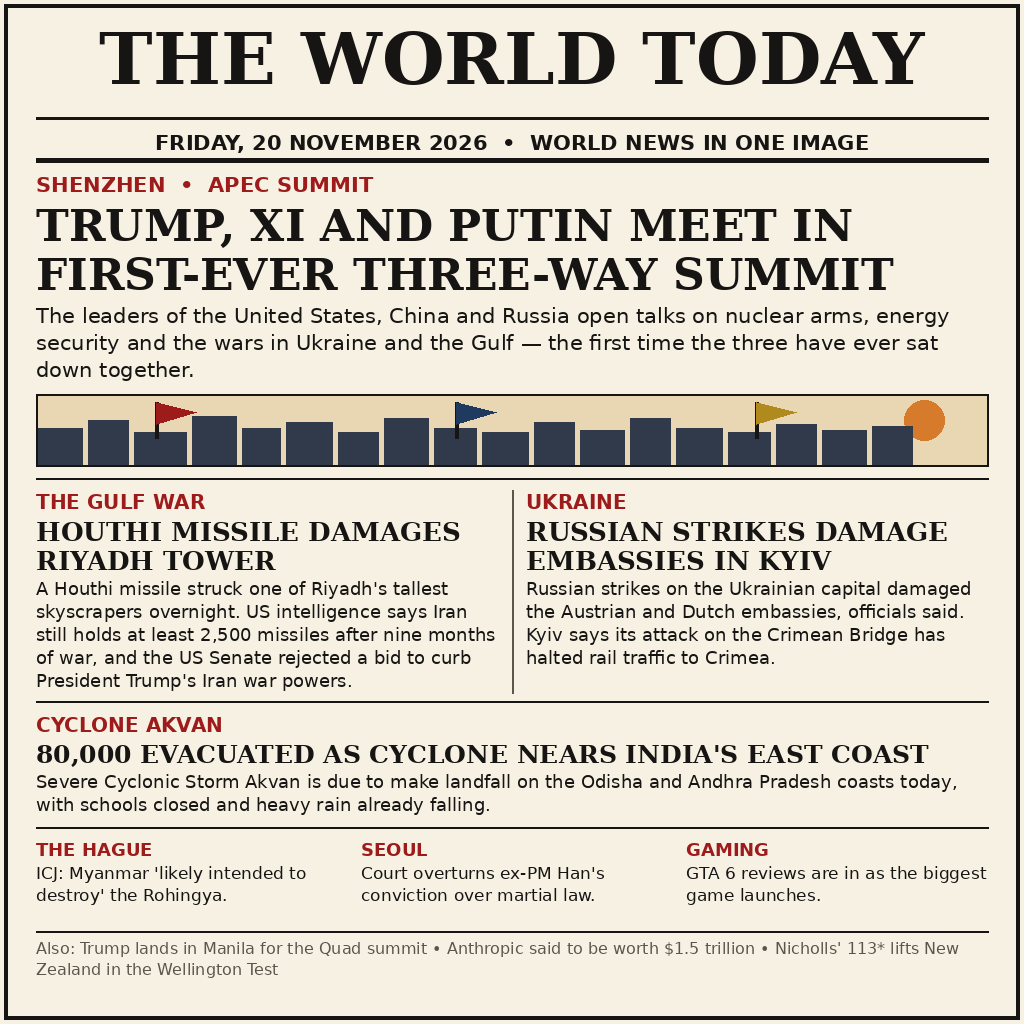 THE WORLD TODAY
FRIDAY, 20 NOVEMBER 2026 • WORLD NEWS IN ONE IMAGE
SHENZHEN • APEC SUMMIT
TRUMP, XI AND PUTIN MEET IN
FIRST-EVER THREE-WAY SUMMIT
The leaders of the United States, China and Russia open talks on nuclear arms, energy
security and the wars in Ukraine and the Gulf — the first time the three have ever sat
down together.
THE GULF WAR
HOUTHI MISSILE DAMAGES
RIYADH TOWER
A Houthi missile struck one of Riyadh's tallest
skyscrapers overnight. US intelligence says Iran
still holds at least 2,500 missiles after nine months
of war, and the US Senate rejected a bid to curb
President Trump's Iran war powers.
UKRAINE
RUSSIAN STRIKES DAMAGE
EMBASSIES IN KYIV
Russian strikes on the Ukrainian capital damaged
the Austrian and Dutch embassies, officials said.
Kyiv says its attack on the Crimean Bridge has
halted rail traffic to Crimea.
CYCLONE AKVAN
80,000 EVACUATED AS CYCLONE NEARS INDIA'S EAST COAST
Severe Cyclonic Storm Akvan is due to make landfall on the Odisha and Andhra Pradesh coasts today,
with schools closed and heavy rain already falling.
THE HAGUE
ICJ: Myanmar 'likely intended to
destroy' the Rohingya.
SEOUL
Court overturns ex-PM Han's
conviction over martial law.
GAMING
GTA 6 reviews are in as the biggest
game launches.
Also: Trump lands in Manila for the Quad summit • Anthropic said to be worth $1.5 trillion • Nicholls' 113* lifts New
Zealand in the Wellington Test